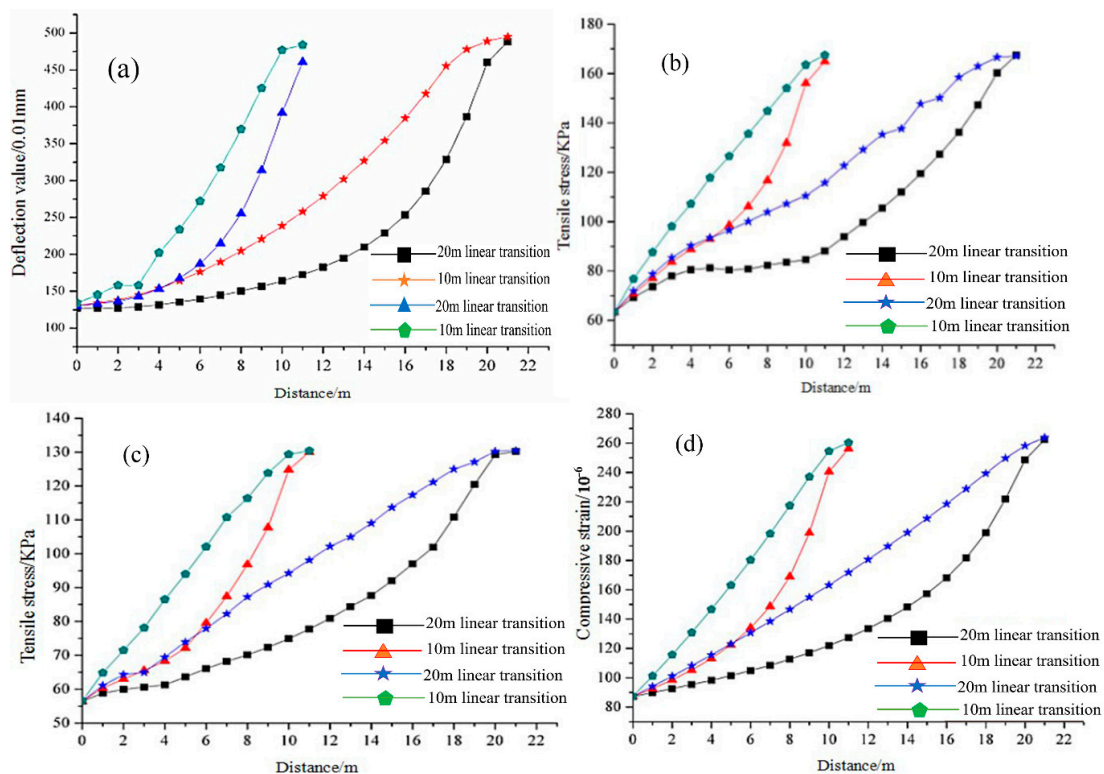 (a)
Deflection value/0.01mm
500
450
400
350
300
250
200
150
100
0 2 4 6 8 10 12 14 16 18 20 22
Distance/m
20m linear transition
10m linear transition
20m linear transition
10m linear transition
(b)
Tensile stress/KPa
180
160
140
120
100
80
60
0 2 4 6 8 10 12 14 16 18 20 22
Distance/m
20m linear transition
10m linear transition
20m linear transition
10m linear transition
(c)
Tensile stress/KPa
140
130
120
110
100
90
80
70
60
50
0 2 4 6 8 10 12 14 16 18 20 22
Distance/m
20m linear transition
10m linear transition
20m linear transition
10m linear transition
(d)
Compressive strain/10⁻⁶
280
260
240
220
200
180
160
140
120
100
80
0 2 4 6 8 10 12 14 16 18 20 22
Distance/m
20m linear transition
10m linear transition
20m linear transition
10m linear transition